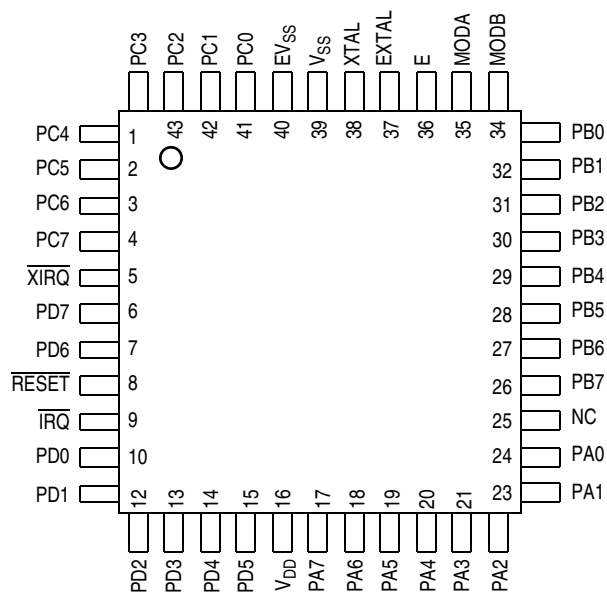 PC3 PC2 PC1 PC0 EVSS VSS XTAL EXTAL E MODA MODB
43 42 41 40 39 38 37 36 35 34
PC4 1 PB0
PC5 2 32 PB1
PC6 3 31 PB2
PC7 4 30 PB3
XIRQ 5 29 PB4
PD7 6 28 PB5
PD6 7 27 PB6
RESET 8 26 PB7
IRQ 9 25 NC
PD0 10 24 PA0
PD1 23 PA1
12 13 14 15 16 17 18 19 20 21
PD2 PD3 PD4 PD5 VDD PA7 PA6 PA5 PA4 PA3 PA2